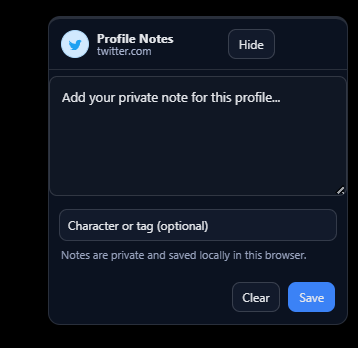 Profile Notes
twitter.com
Hide
Add your private note for this profile...
Character or tag (optional)
Notes are private and saved locally in this browser.
Clear
Save